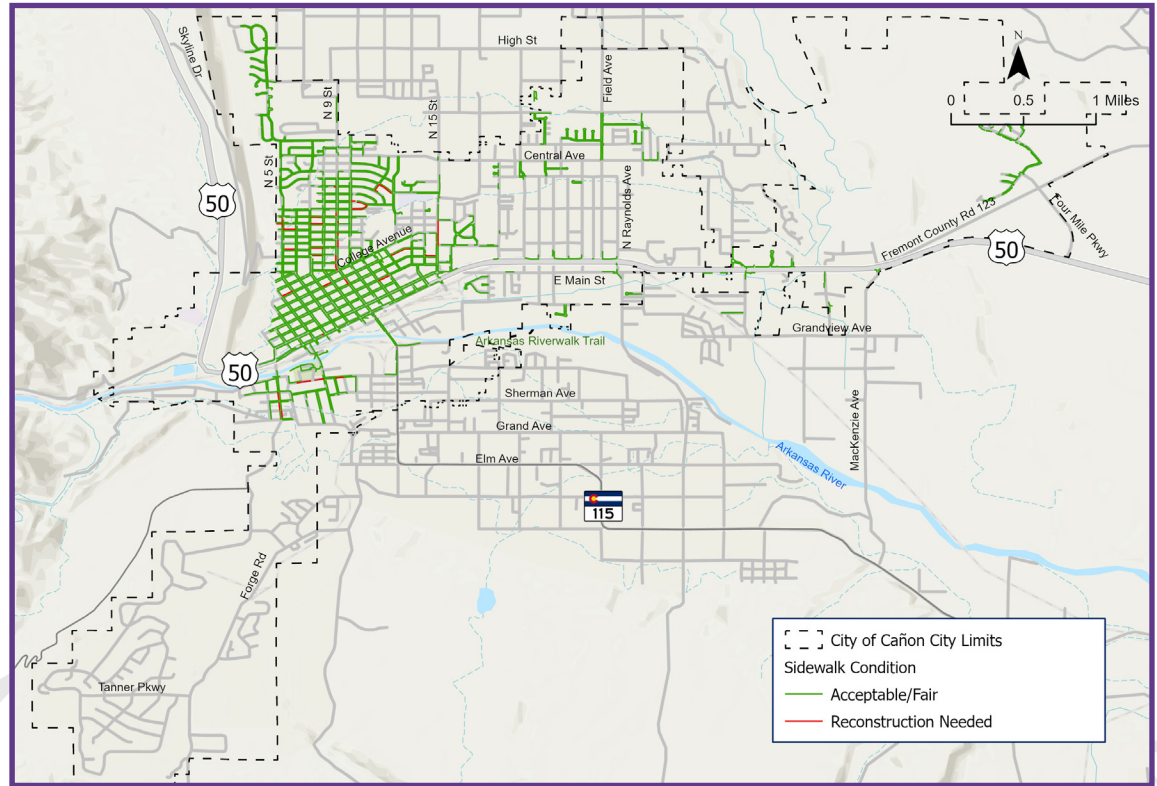 High St
Skyline Dr
Field Ave
N
0 0.5 1 Miles
N 9 St
N 15 St
Central Ave
N 5 St
N Raynolds Ave
50
Fremont County Rd 123
Four Mile Pkwy
College Avenue
50
E Main St
Grandview Ave
Arkansas Riverwalk Trail
50
Sherman Ave
MacKenzie Ave
Grand Ave
Elm Ave
Arkansas River
115
Forge Rd
Tanner Pkwy
City of Cañon City Limits
Sidewalk Condition
Acceptable/Fair
Reconstruction Needed